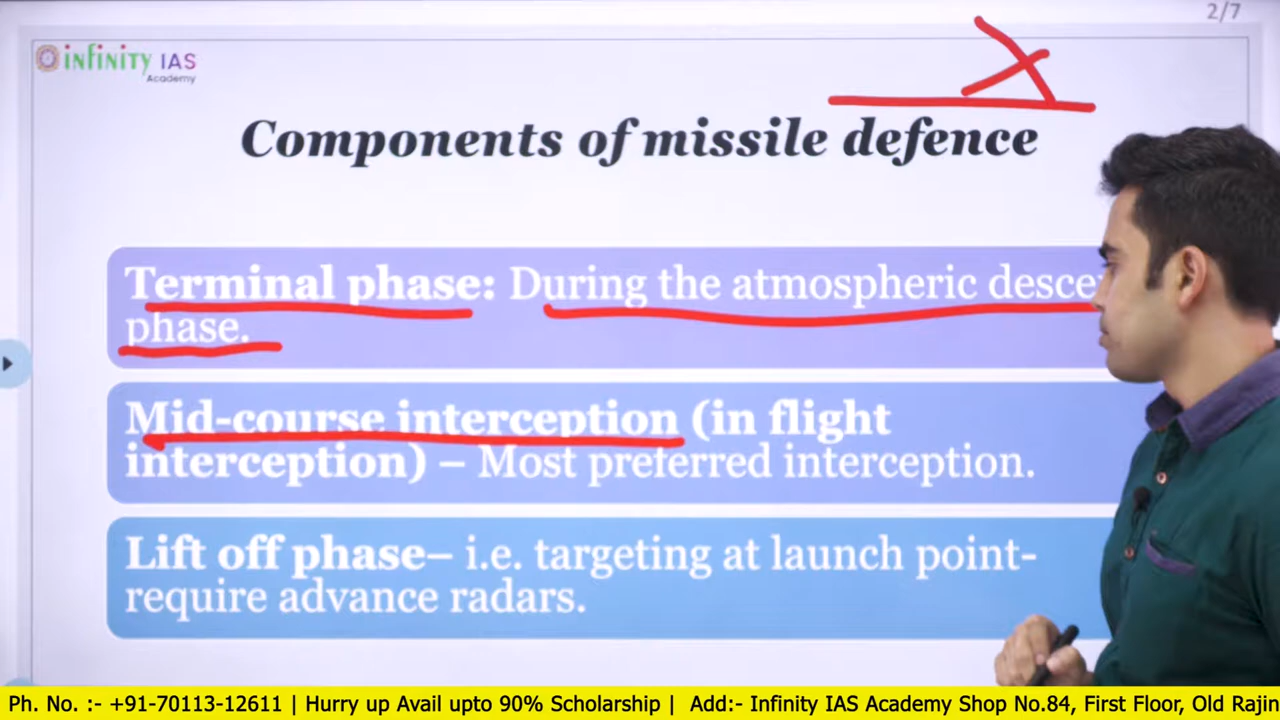 2/7
infinity IAS
Academy
Components of missile defence
Terminal phase: During the atmospheric desce
phase.
Mid-course interception (in flight
interception) – Most preferred interception.
Lift off phase– i.e. targeting at launch point-
require advance radars.
Ph. No. :- +91-70113-12611 | Hurry up Avail upto 90% Scholarship | Add:- Infinity IAS Academy Shop No.84, First Floor, Old Rajin